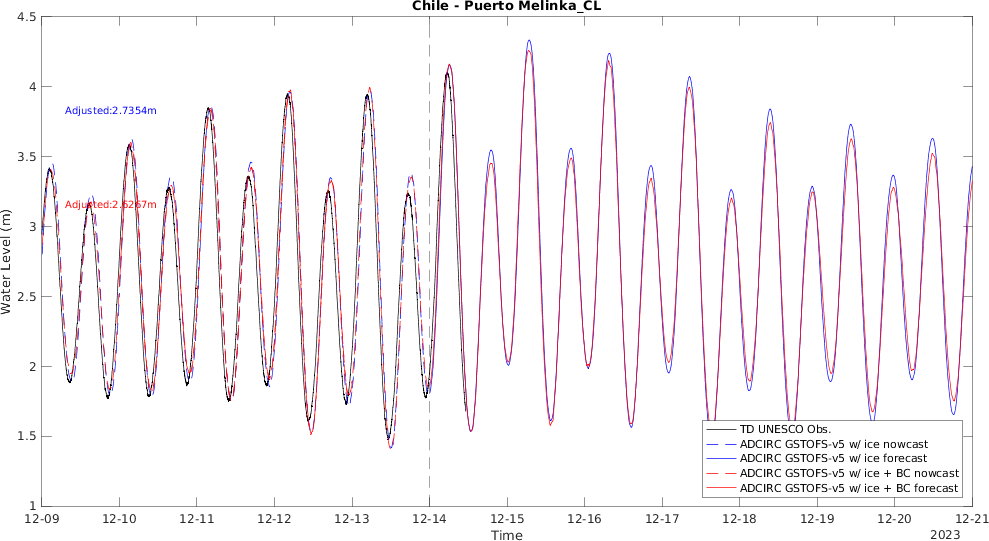 Chile - Puerto Melinka_CL
4.5
4
3.5
3
2.5
2
1.5
1
Water Level (m)
Adjusted:2.7354m
Adjusted:2.6267m
TD UNESCO Obs.
ADCIRC GSTOFS-v5 w/ ice nowcast
ADCIRC GSTOFS-v5 w/ ice forecast
ADCIRC GSTOFS-v5 w/ ice + BC nowcast
ADCIRC GSTOFS-v5 w/ ice + BC forecast
12-09 12-10 12-11 12-12 12-13 12-14 12-15 12-16 12-17 12-18 12-19 12-20 12-21
Time
2023